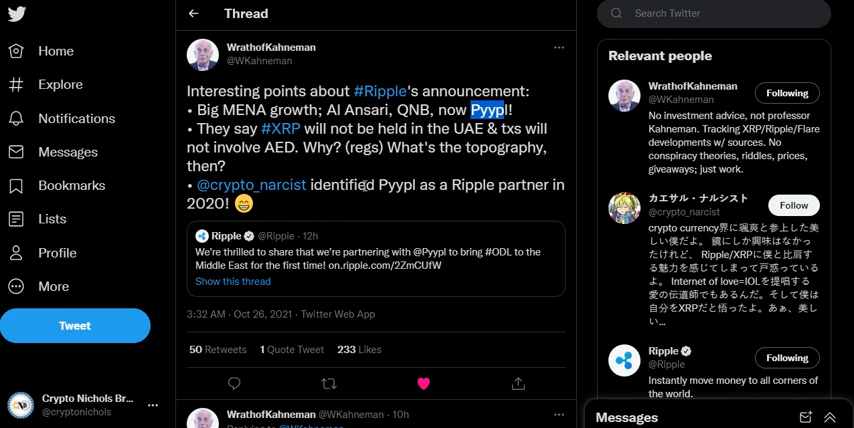 Home
Explore
Notifications
Messages
Bookmarks
Lists
Profile
More
Tweet
Crypto Nichols Br...
@cryptonichols
Thread
WrathofKahneman
@WKahneman
Interesting points about #Ripple's announcement:
• Big MENA growth; Al Ansari, QNB, now Pyypl!
• They say #XRP will not be held in the UAE & txs will
not involve AED. Why? (regs) What's the topography,
then?
• @crypto_narcist identified Pyypl as a Ripple partner in
2020! 😁
Ripple @Ripple · 12h
We're thrilled to share that we're partnering with @Pyypl to bring #ODL to the
Middle East for the first time! on.ripple.com/2ZmCUfW
Show this thread
3:32 AM · Oct 26, 2021 · Twitter Web App
50 Retweets 1 Quote Tweet 233 Likes
WrathofKahneman @WKahneman · 10h
Replying to @WKahneman
Search Twitter
Relevant people
WrathofKahneman
@WKahneman
Following
No investment advice, not professor
Kahneman. Tracking XRP/Ripple/Flare
developments w/ sources. No
conspiracy theories, riddles, prices,
giveaways; just work.
カエサル・ナルシスト
@crypto_narcist
Follow
crypto currency界に颯爽と参上した美
しい僕だよ。 鏡にしか興味はなかっ
たけれど、 Ripple/XRPに僕と比肩す
る魅力を感じてしまって戸惑っている
よ。 Internet of love=IOLを提唱する
愛の伝道師でもあるんだ。そして僕は
自分をXRPだと悟ったよ。あぁ、美し
い...
Ripple
@Ripple
Following
Instantly move money to all corners of
the world.
Messages